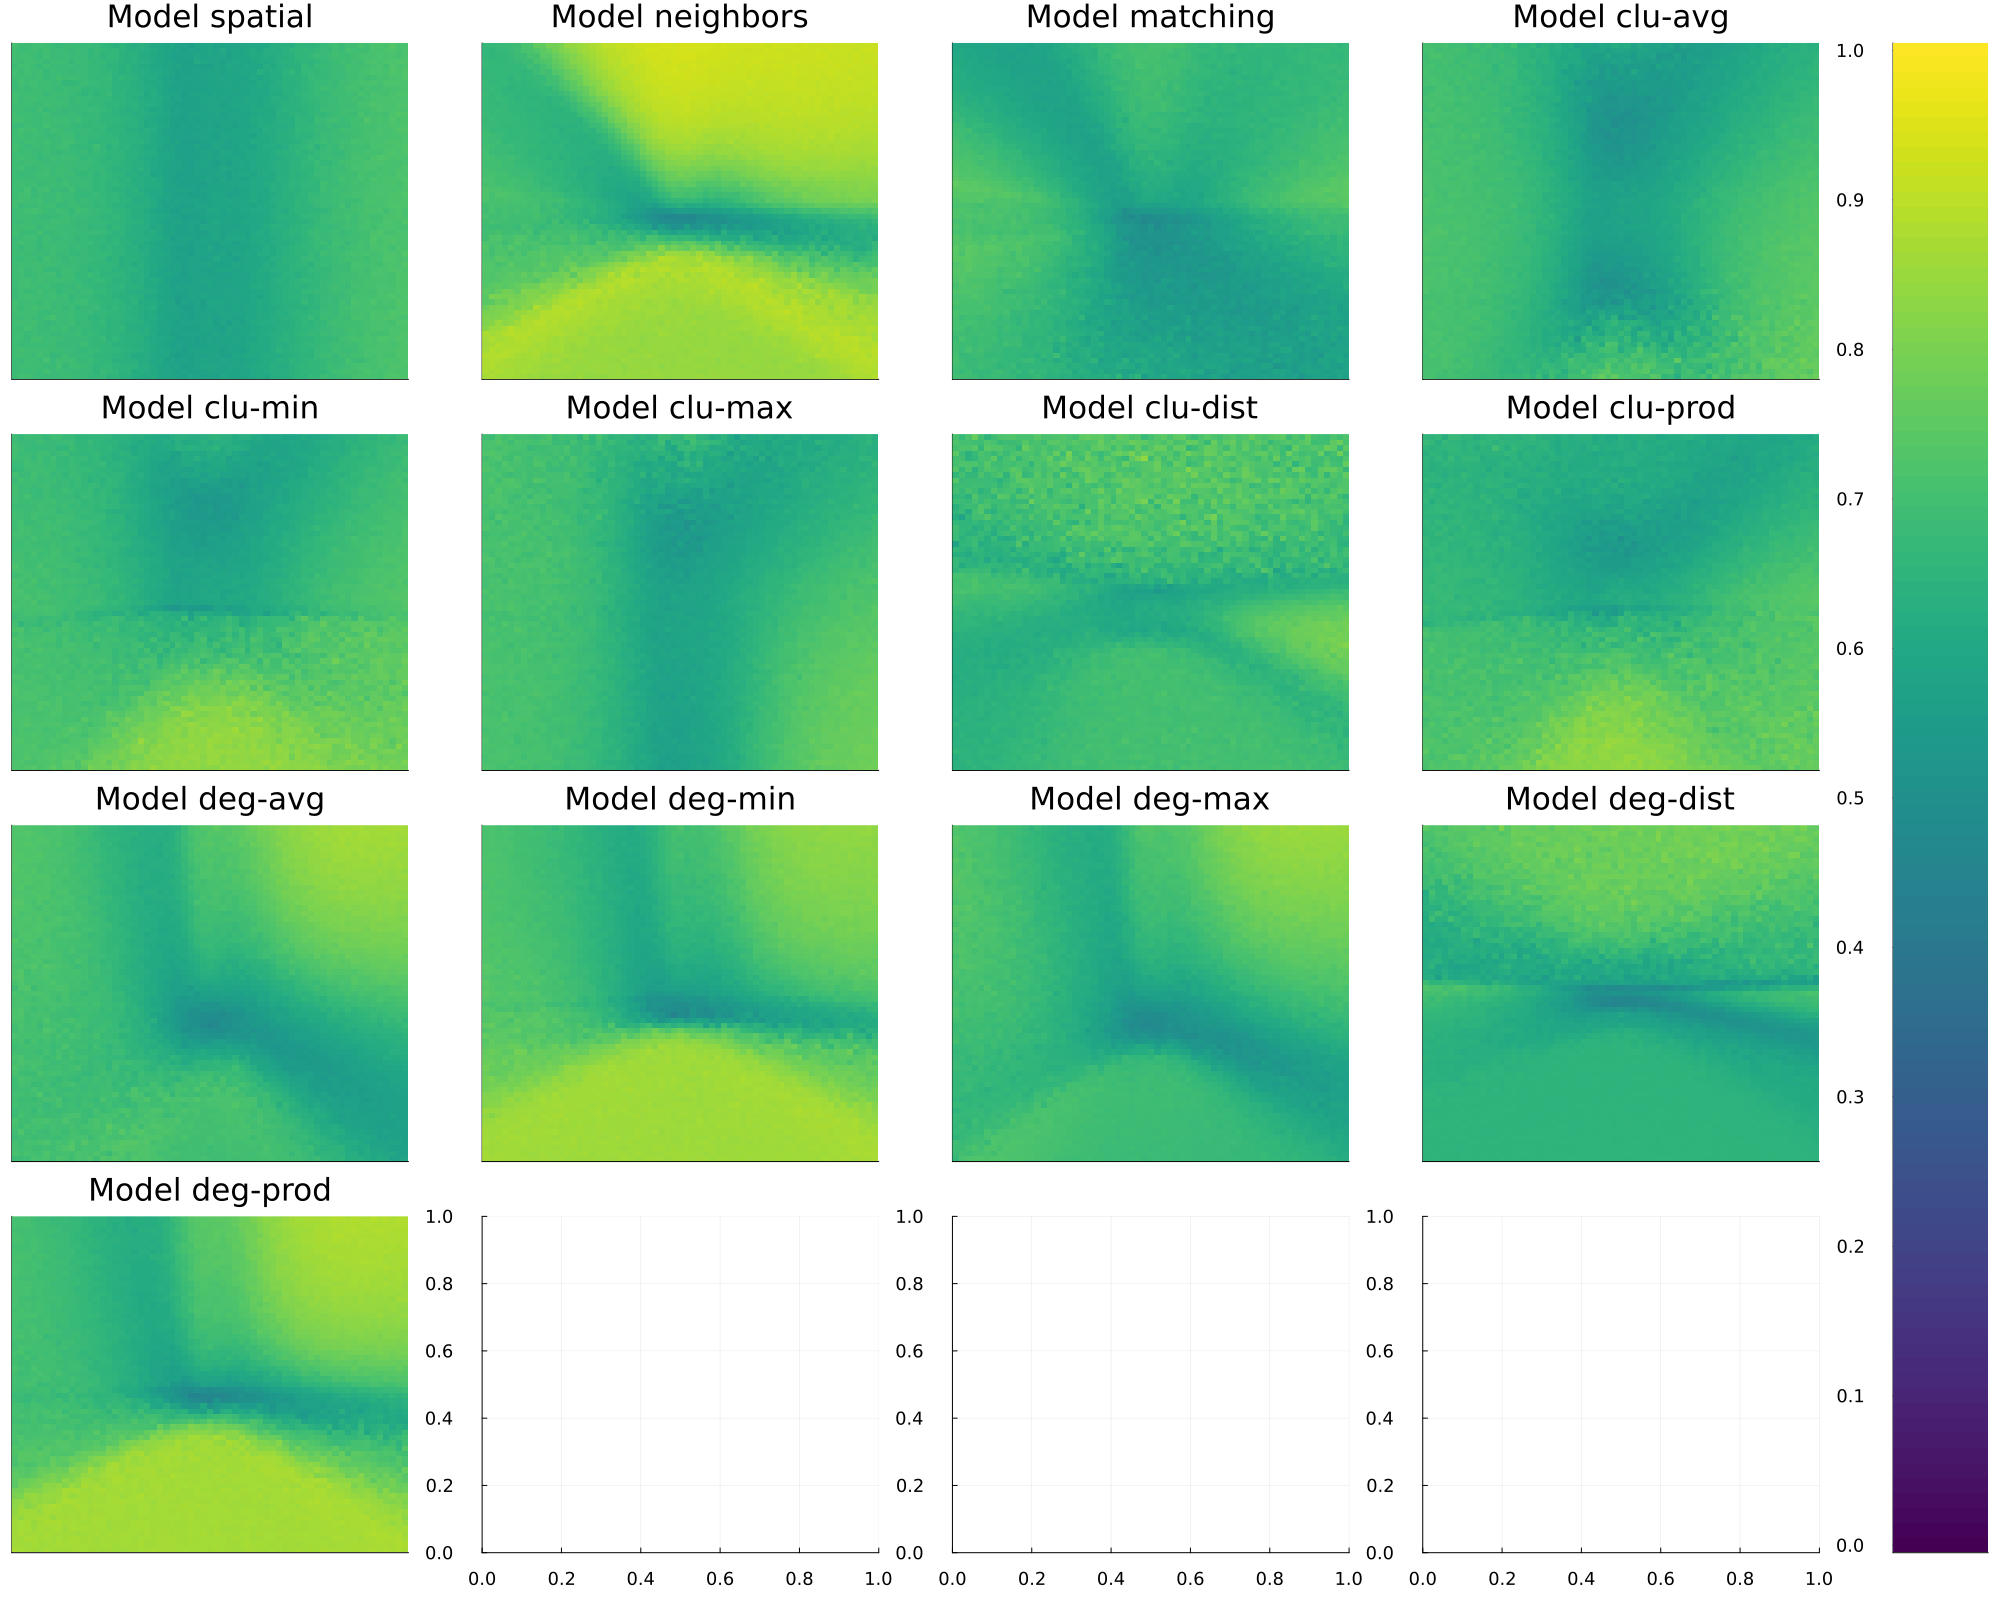 Model spatial
Model neighbors
Model matching
Model clu-avg
Model clu-min
Model clu-max
Model clu-dist
Model clu-prod
Model deg-avg
Model deg-min
Model deg-max
Model deg-dist
Model deg-prod
1.0
0.8
0.6
0.4
0.2
0.0
0.0 0.2 0.4 0.6 0.8 1.0
1.0
0.8
0.6
0.4
0.2
0.0
0.0 0.2 0.4 0.6 0.8 1.0
1.0
0.8
0.6
0.4
0.2
0.0
0.0 0.2 0.4 0.6 0.8 1.0
1.0
0.9
0.8
0.7
0.6
0.5
0.4
0.3
0.2
0.1
0.0